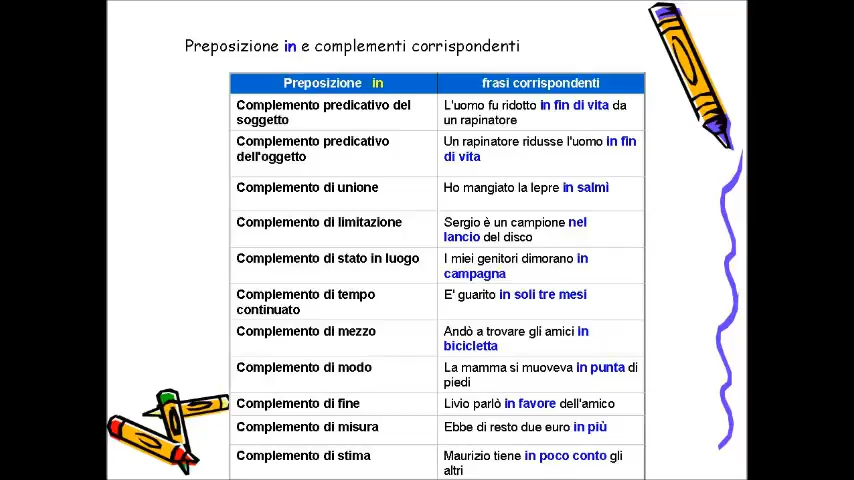 Preposizione in e complementi corrispondenti
Preposizione in frasi corrispondenti
Complemento predicativo del
soggetto
L'uomo fu ridotto in fin di vita da
un rapinatore
Complemento predicativo
dell'oggetto
Un rapinatore ridusse l'uomo in fin
di vita
Complemento di unione
Ho mangiato la lepre in salmì
Complemento di limitazione
Sergio è un campione nel
lancio del disco
Complemento di stato in luogo
I miei genitori dimorano in
campagna
Complemento di tempo
continuato
E' guarito in soli tre mesi
Complemento di mezzo
Andò a trovare gli amici in
bicicletta
Complemento di modo
La mamma si muoveva in punta di
piedi
Complemento di fine
Livio parlò in favore dell'amico
Complemento di misura
Ebbe di resto due euro in più
Complemento di stima
Maurizio tiene in poco conto gli
altri